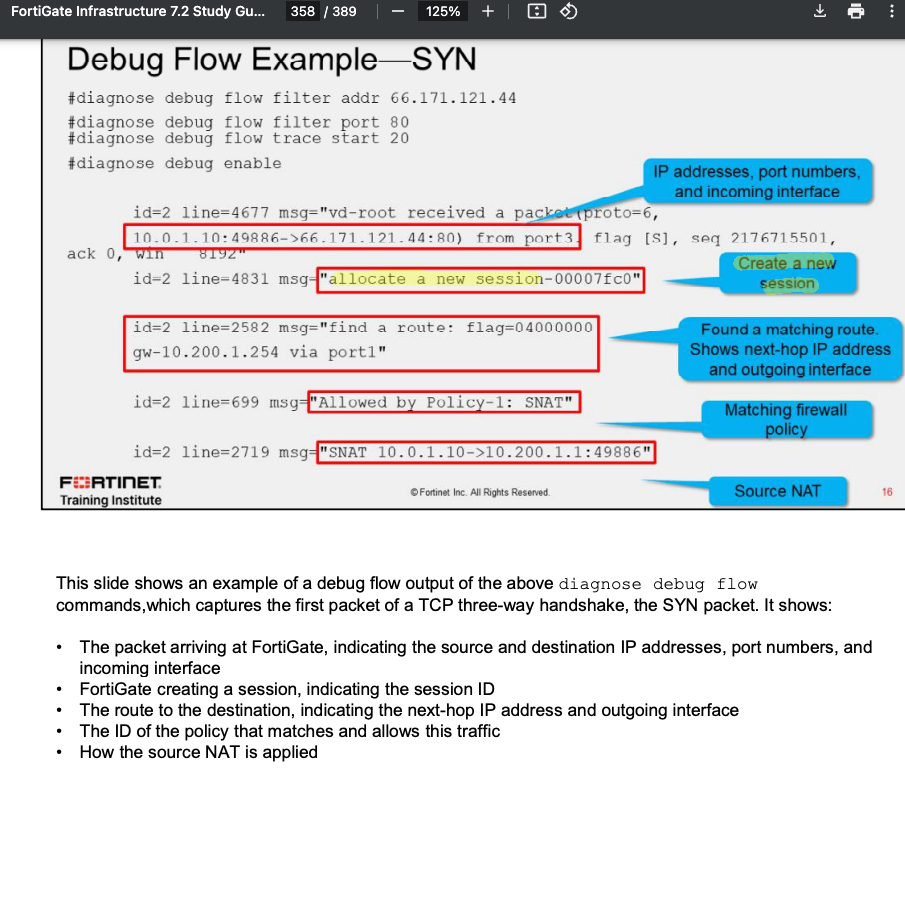 FortiGate Infrastructure 7.2 Study Gu... 358 / 389 125%
Debug Flow Example—SYN
#diagnose debug flow filter addr 66.171.121.44
#diagnose debug flow filter port 80
#diagnose debug flow trace start 20
#diagnose debug enable
IP addresses, port numbers,
and incoming interface
id=2 line=4677 msg="vd-root received a packet(proto=6,
10.0.1.10:49886->66.171.121.44:80) from port3. flag [S], seq 2176715501,
ack 0, win 8192"
Create a new
session
id=2 line=4831 msg="allocate a new session-00007fc0"
id=2 line=2582 msg="find a route: flag=04000000
gw-10.200.1.254 via port1"
Found a matching route.
Shows next-hop IP address
and outgoing interface
id=2 line=699 msg="Allowed by Policy-1: SNAT"
Matching firewall
policy
id=2 line=2719 msg="SNAT 10.0.1.10->10.200.1.1:49886"
Source NAT
FORTINET
Training Institute
© Fortinet Inc. All Rights Reserved.
16
This slide shows an example of a debug flow output of the above diagnose debug flow
commands,which captures the first packet of a TCP three-way handshake, the SYN packet. It shows:
• The packet arriving at FortiGate, indicating the source and destination IP addresses, port numbers, and
incoming interface
• FortiGate creating a session, indicating the session ID
• The route to the destination, indicating the next-hop IP address and outgoing interface
• The ID of the policy that matches and allows this traffic
• How the source NAT is applied